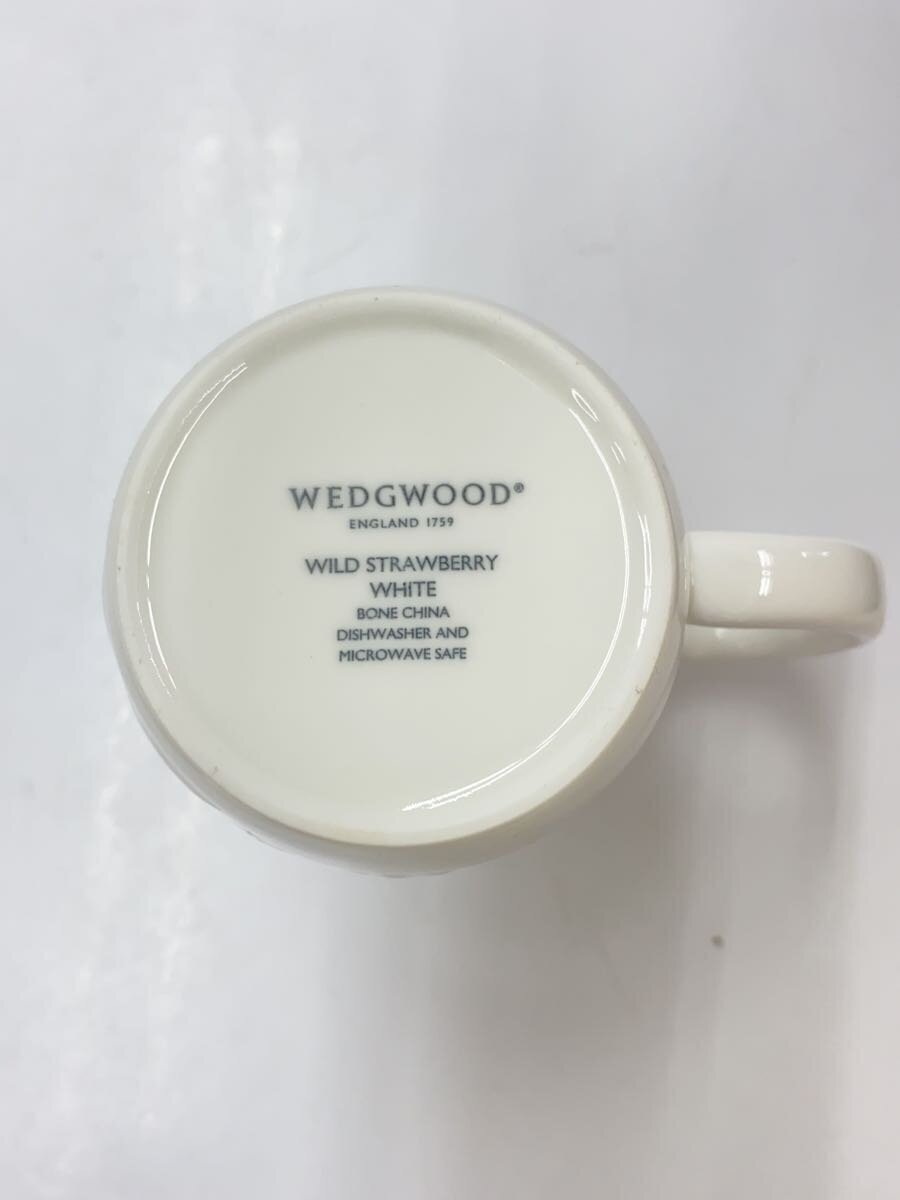 WEDGWOOD®
ENGLAND 1759
WILD STRAWBERRY
WHITE
BONE CHINA
DISHWASHER AND
MICROWAVE SAFE